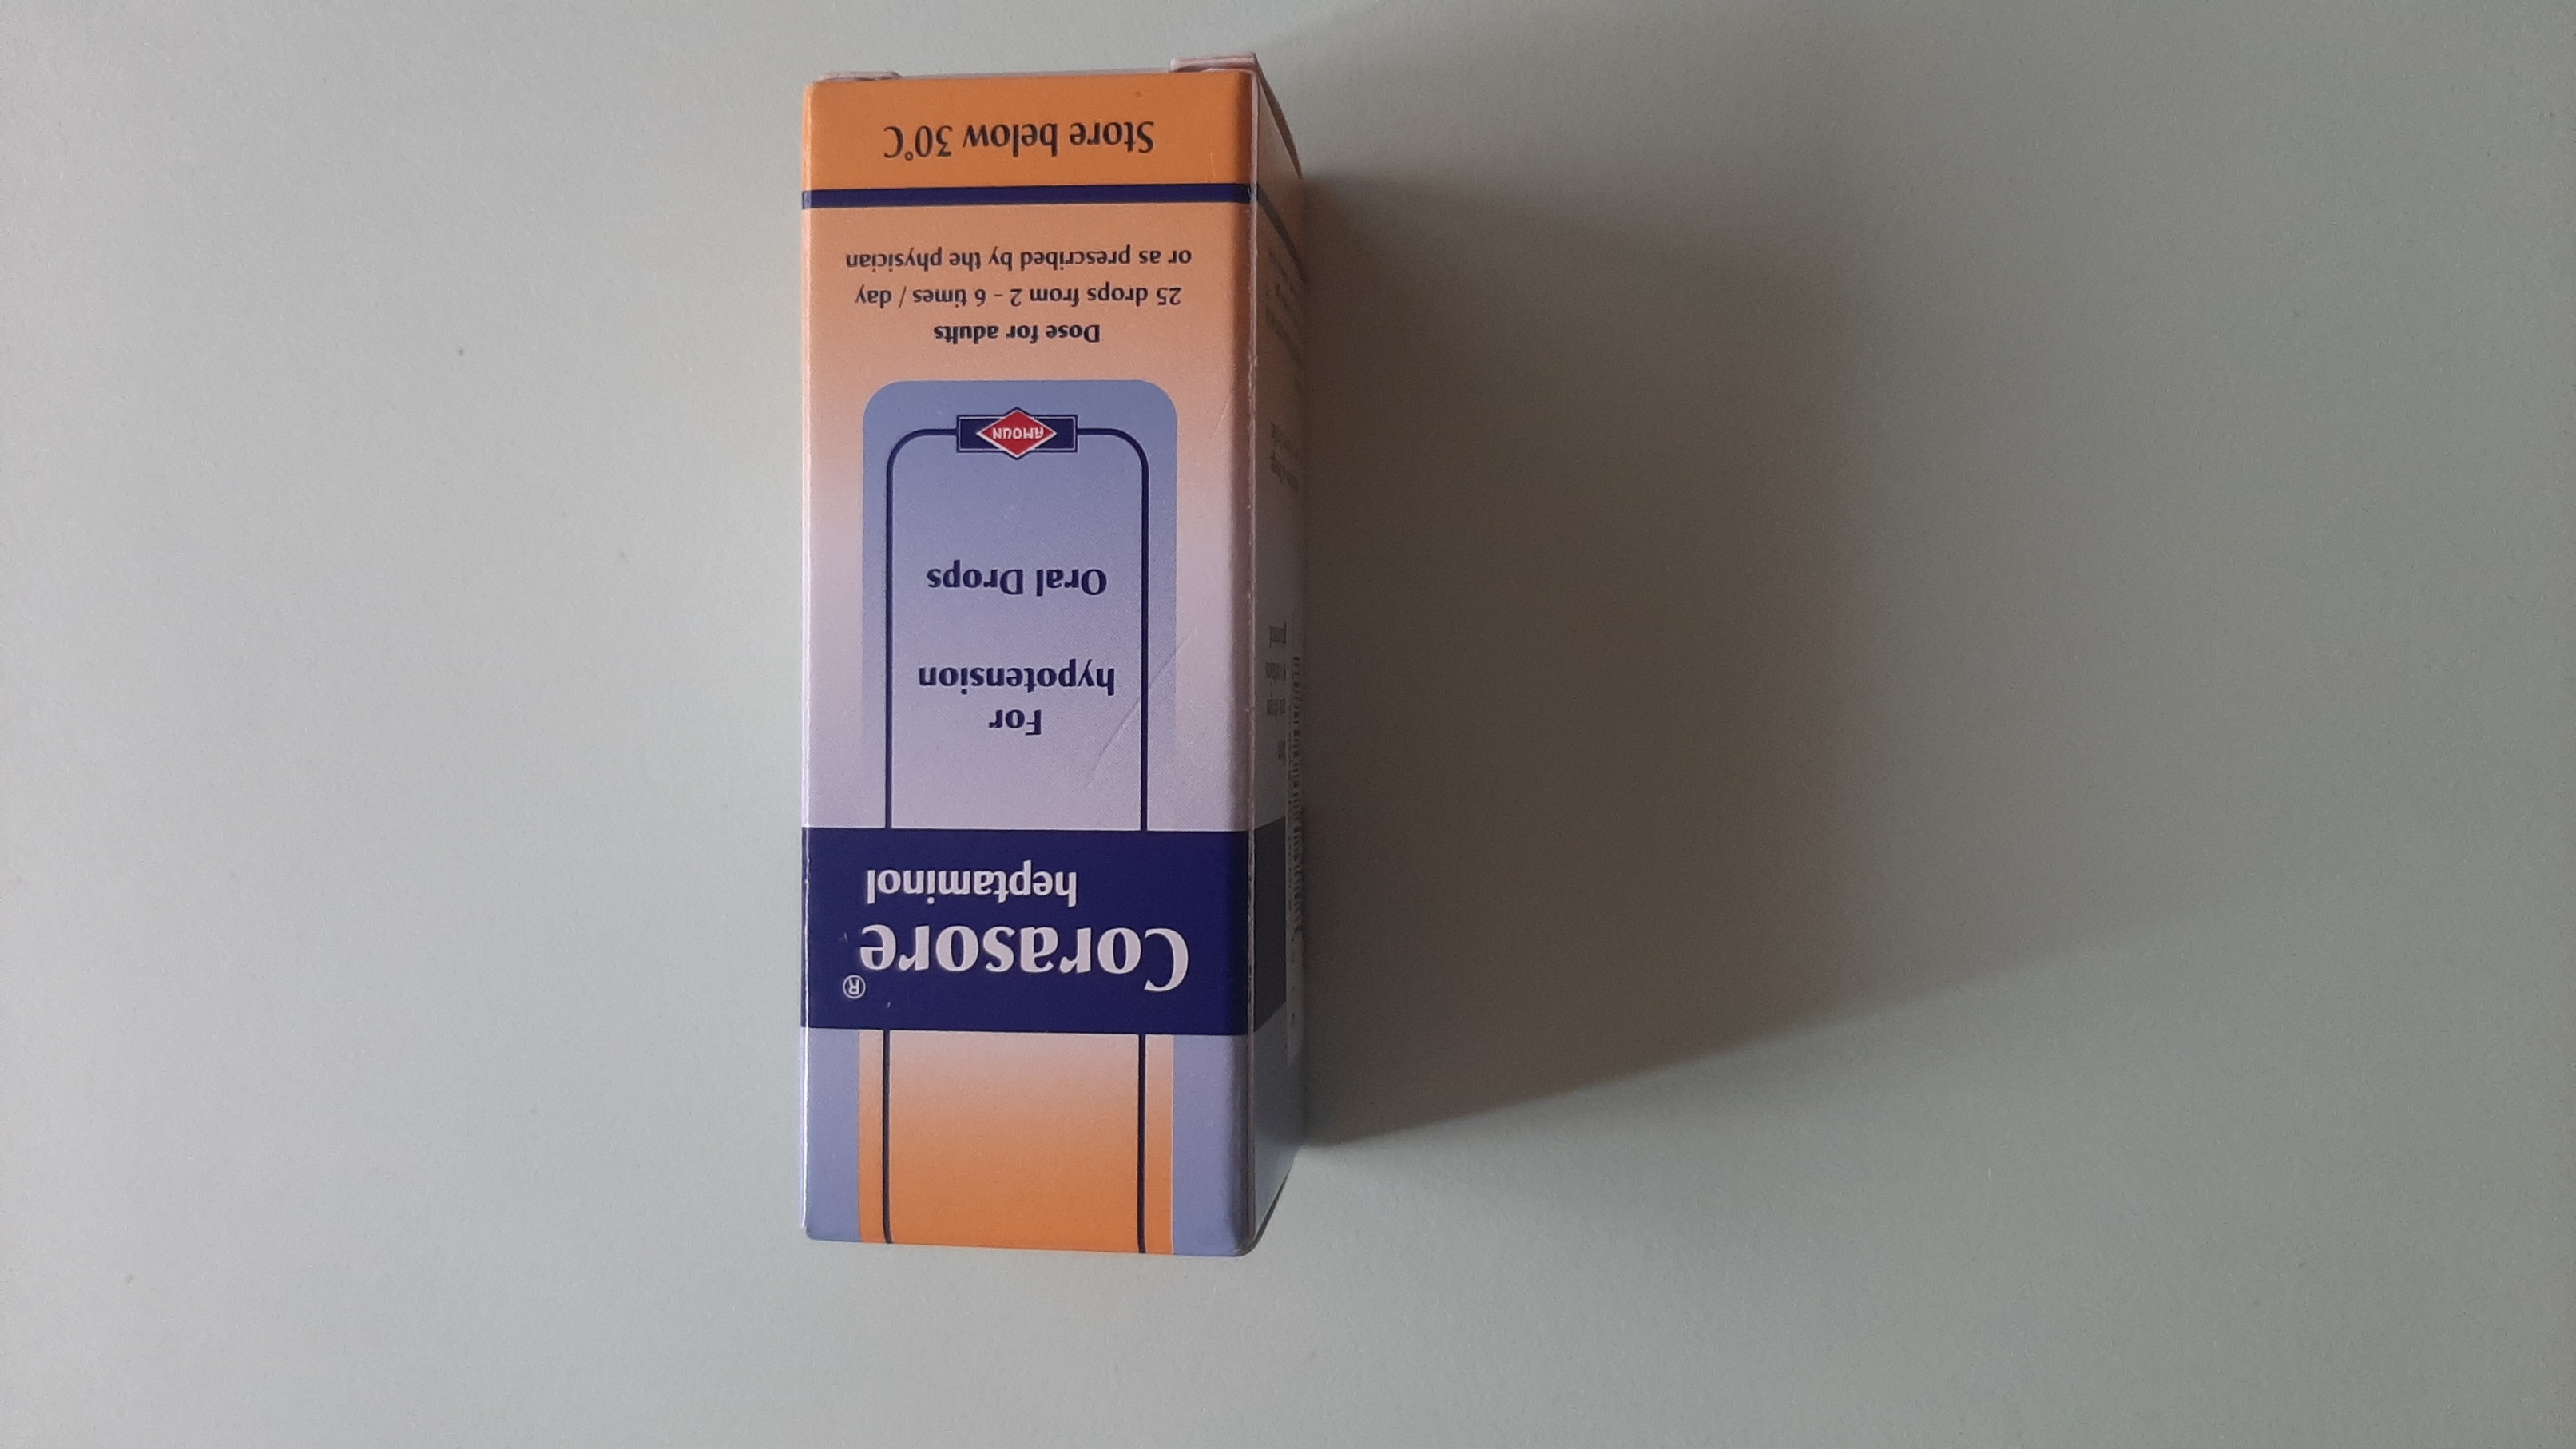 Corasore®
heptaminol
For
hypotension
Oral Drops
AMOUN
Dose for adults
25 drops from 2 - 6 times / day
or as prescribed by the physician
Store below 30°C